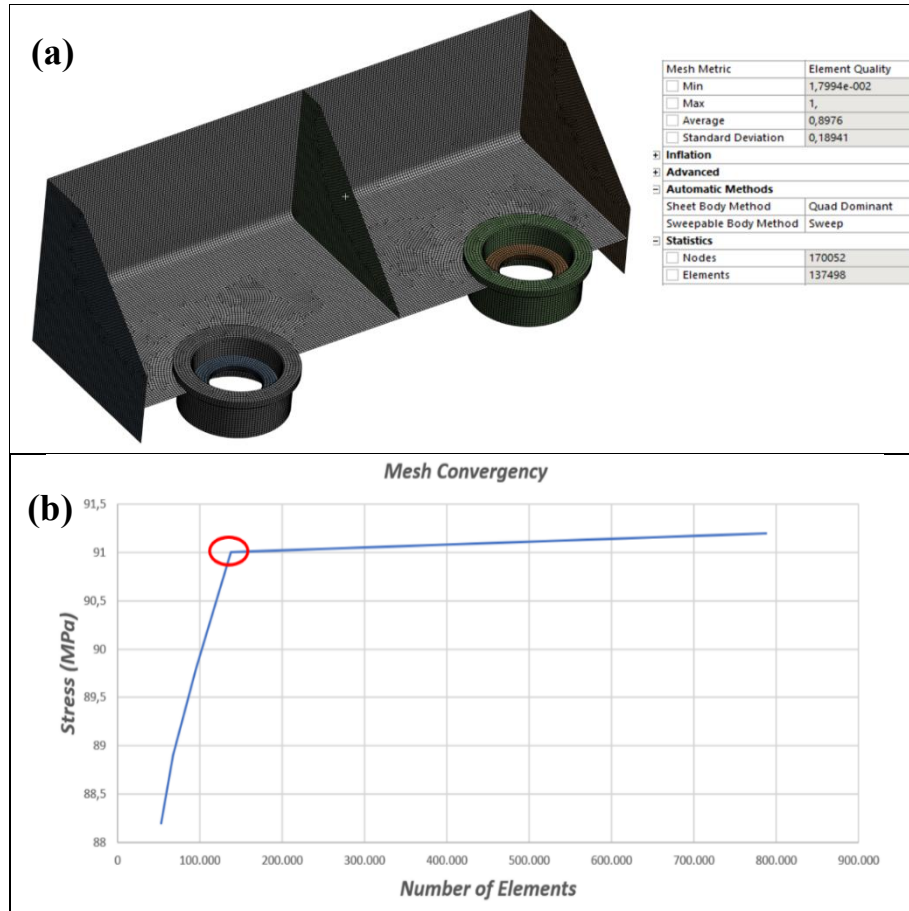 (a)
Mesh Metric Element Quality
Min 1,7994e-002
Max 1,
Average 0,8976
Standard Deviation 0,18941
Inflation
Advanced
Automatic Methods
Sheet Body Method Quad Dominant
Sweepable Body Method Sweep
Statistics
Nodes 170052
Elements 137498
(b)
Mesh Convergency
91,5
91
90,5
90
89,5
89
88,5
88
Stress (MPa)
0 100.000 200.000 300.000 400.000 500.000 600.000 700.000 800.000 900.000
Number of Elements